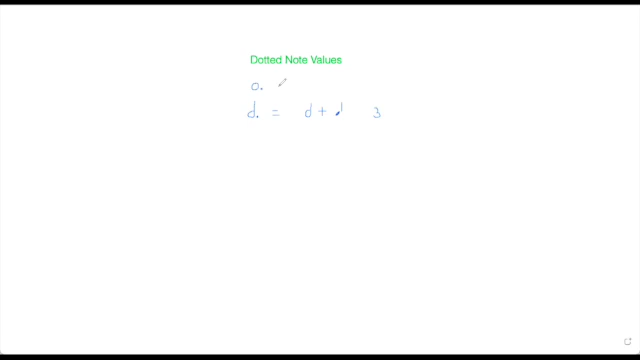 Dotted Note Values
o.
d. = d + d 3